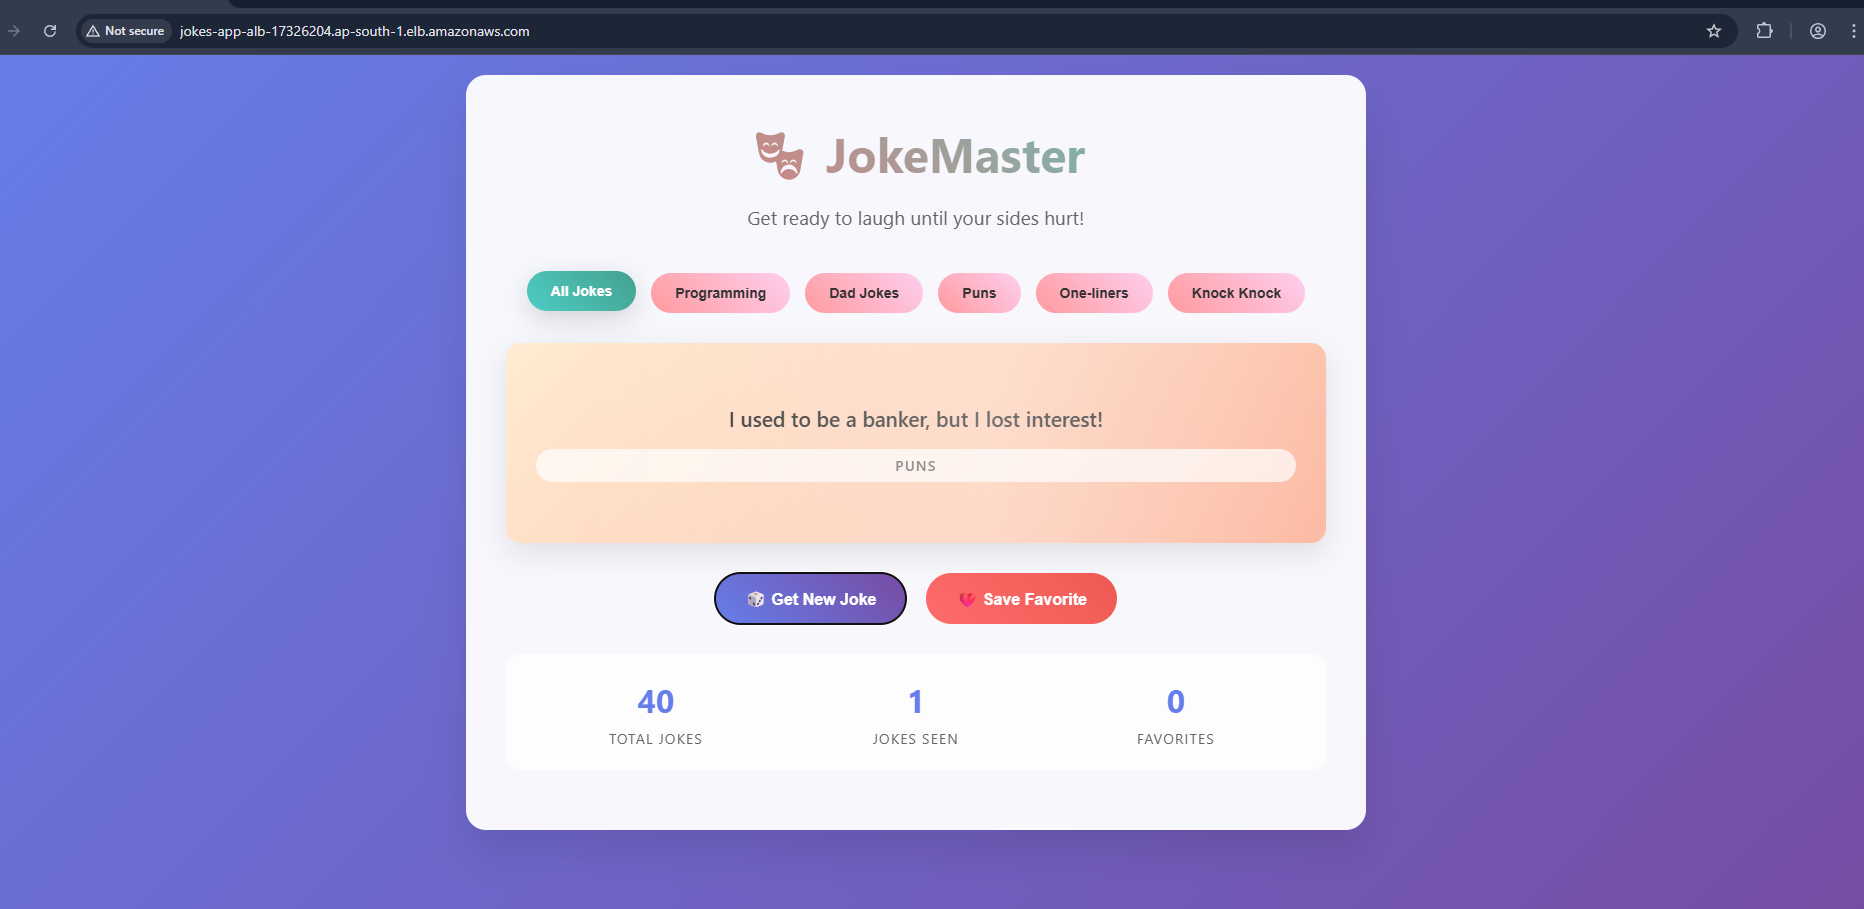 Not secure jokes-app-alb-17326204.ap-south-1.elb.amazonaws.com
JokeMaster
Get ready to laugh until your sides hurt!
All Jokes Programming Dad Jokes Puns One-liners Knock Knock
I used to be a banker, but I lost interest!
PUNS
Get New Joke Save Favorite
40 1 0
TOTAL JOKES JOKES SEEN FAVORITES